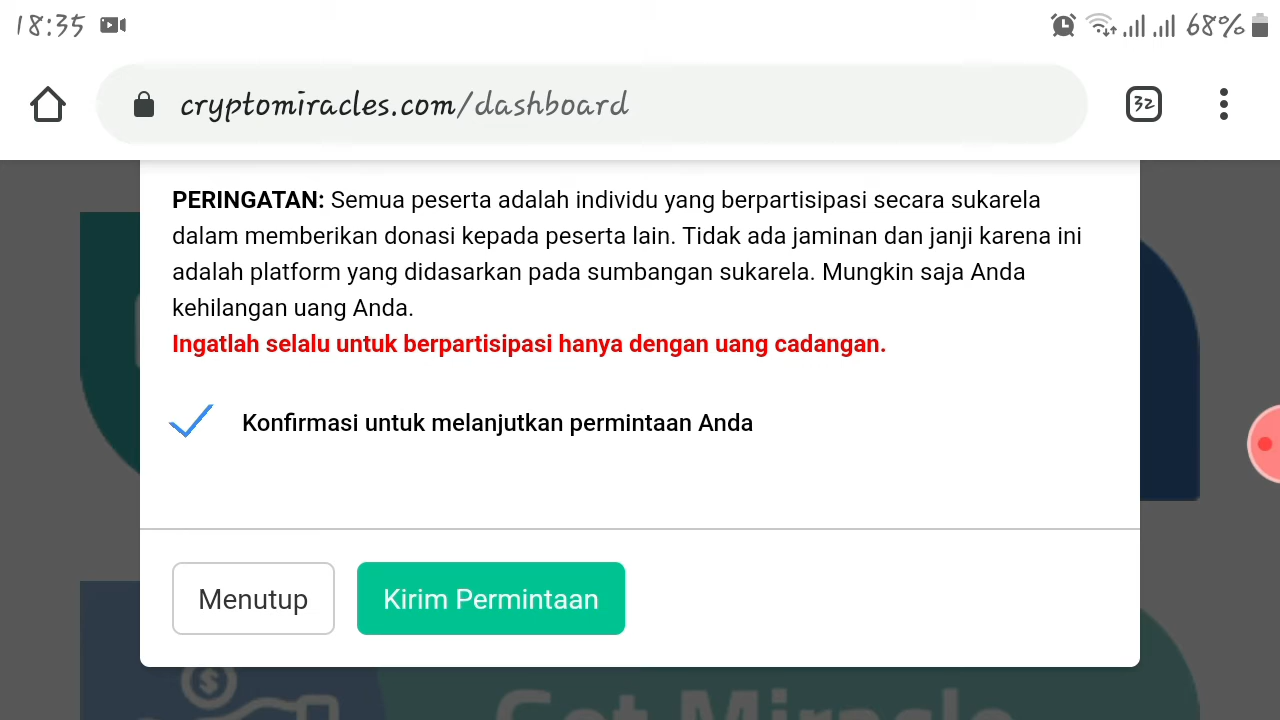 18:35
68%
cryptomiracles.com/dashboard
32
PERINGATAN: Semua peserta adalah individu yang berpartisipasi secara sukarela
dalam memberikan donasi kepada peserta lain. Tidak ada jaminan dan janji karena ini
adalah platform yang didasarkan pada sumbangan sukarela. Mungkin saja Anda
kehilangan uang Anda.
Ingatlah selalu untuk berpartisipasi hanya dengan uang cadangan.
Konfirmasi untuk melanjutkan permintaan Anda
Menutup
Kirim Permintaan
$
Get Miracle